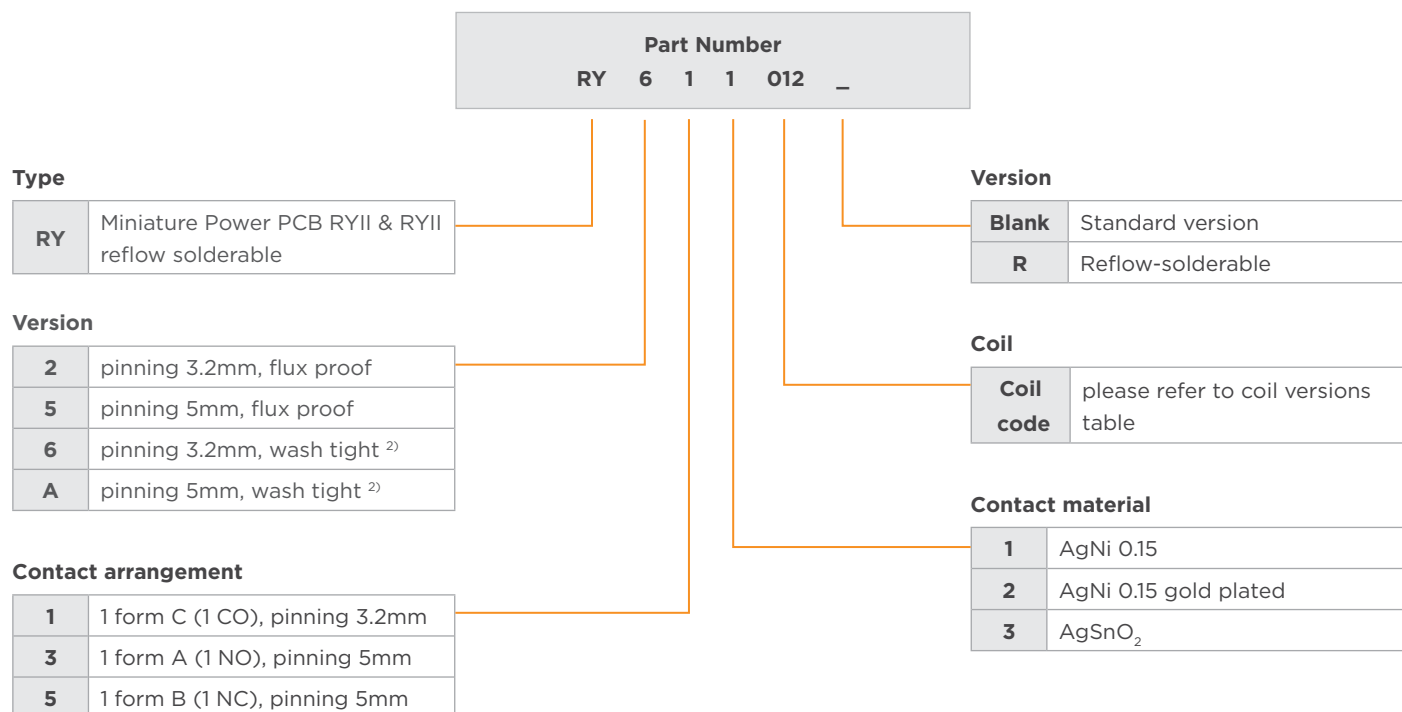 Part Number
RY 6 1 1 012 _
Type
RY Miniature Power PCB RYII & RYII
reflow solderable
Version
2 pinning 3.2mm, flux proof
5 pinning 5mm, flux proof
6 pinning 3.2mm, wash tight 2)
A pinning 5mm, wash tight 2)
Contact arrangement
1 1 form C (1 CO), pinning 3.2mm
3 1 form A (1 NO), pinning 5mm
5 1 form B (1 NC), pinning 5mm
Version
Blank Standard version
R Reflow-solderable
Coil
Coil please refer to coil versions
code table
Contact material
1 AgNi 0.15
2 AgNi 0.15 gold plated
3 AgSnO2